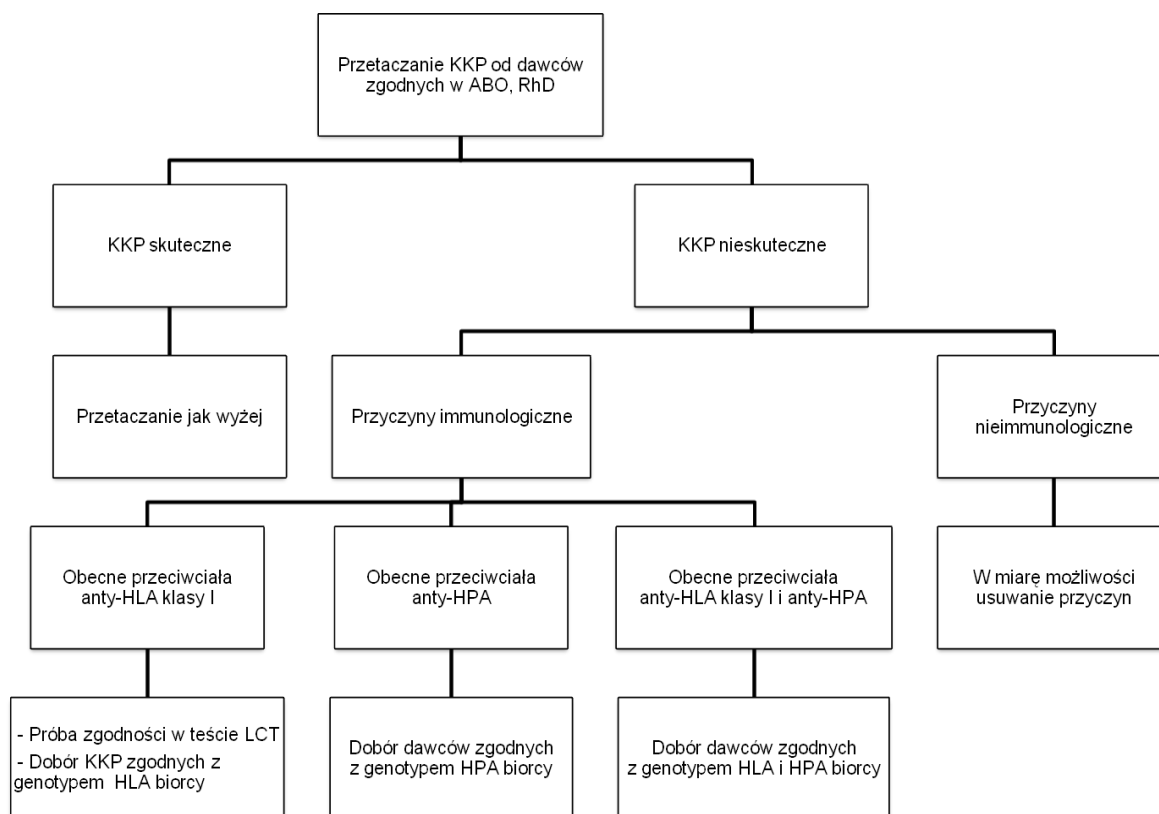 Przetaczanie KKP od dawców
zgodnych w ABO, RhD
KKP skuteczne
KKP nieskuteczne
Przetaczanie jak wyżej
Przyczyny immunologiczne
Przyczyny
nieimmunologiczne
Obecne przeciwciała
anty-HLA klasy I
Obecne przeciwciała
anty-HPA
Obecne przeciwciała
anty-HLA klasy I i anty-HPA
W miarę możliwości
usuwanie przyczyn
- Próba zgodności w teście LCT
- Dobór KKP zgodnych z
genotypem HLA biorcy
Dobór dawców zgodnych
z genotypem HPA biorcy
Dobór dawców zgodnych
z genotypem HLA i HPA biorcy